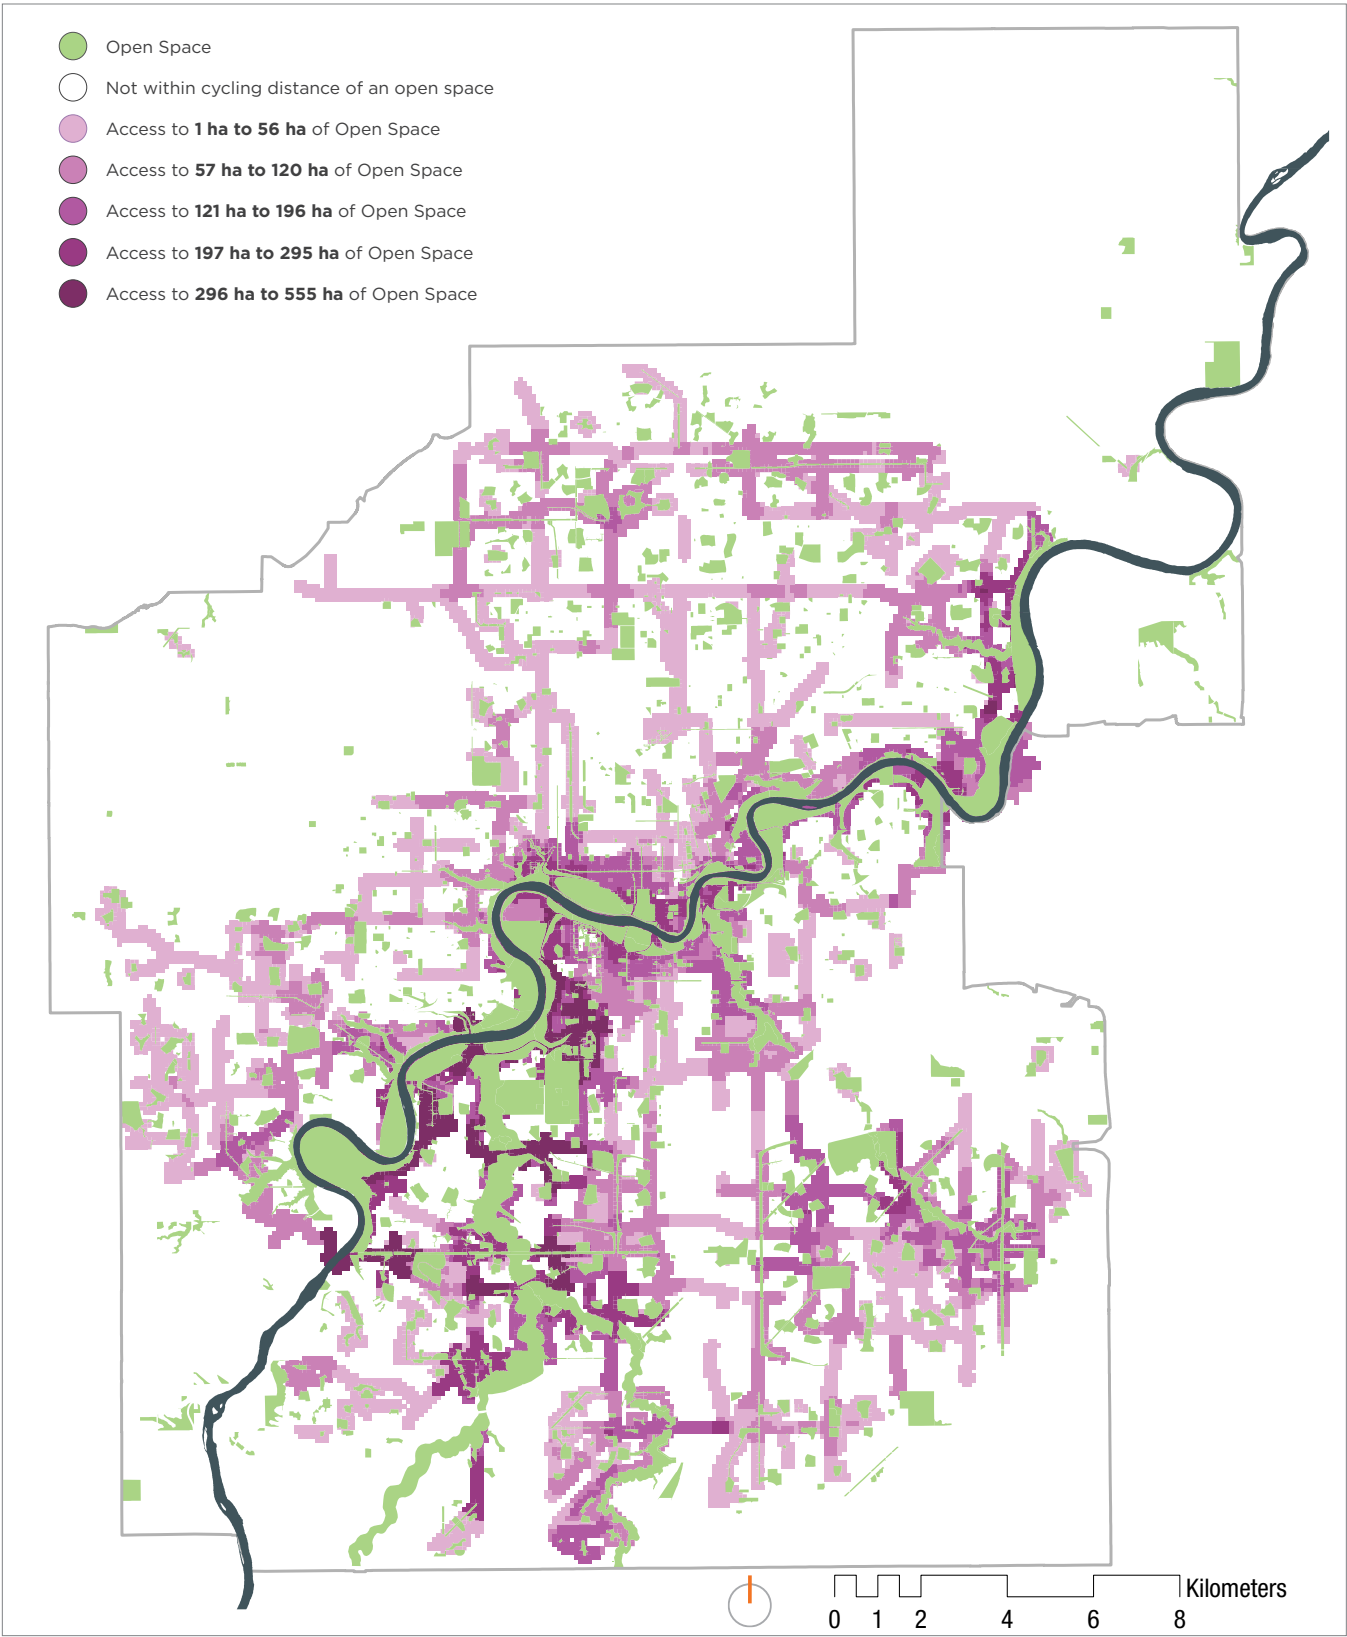 Open Space
Not within cycling distance of an open space
Access to 1 ha to 56 ha of Open Space
Access to 57 ha to 120 ha of Open Space
Access to 121 ha to 196 ha of Open Space
Access to 197 ha to 295 ha of Open Space
Access to 296 ha to 555 ha of Open Space
Kilometers
0 1 2 4 6 8